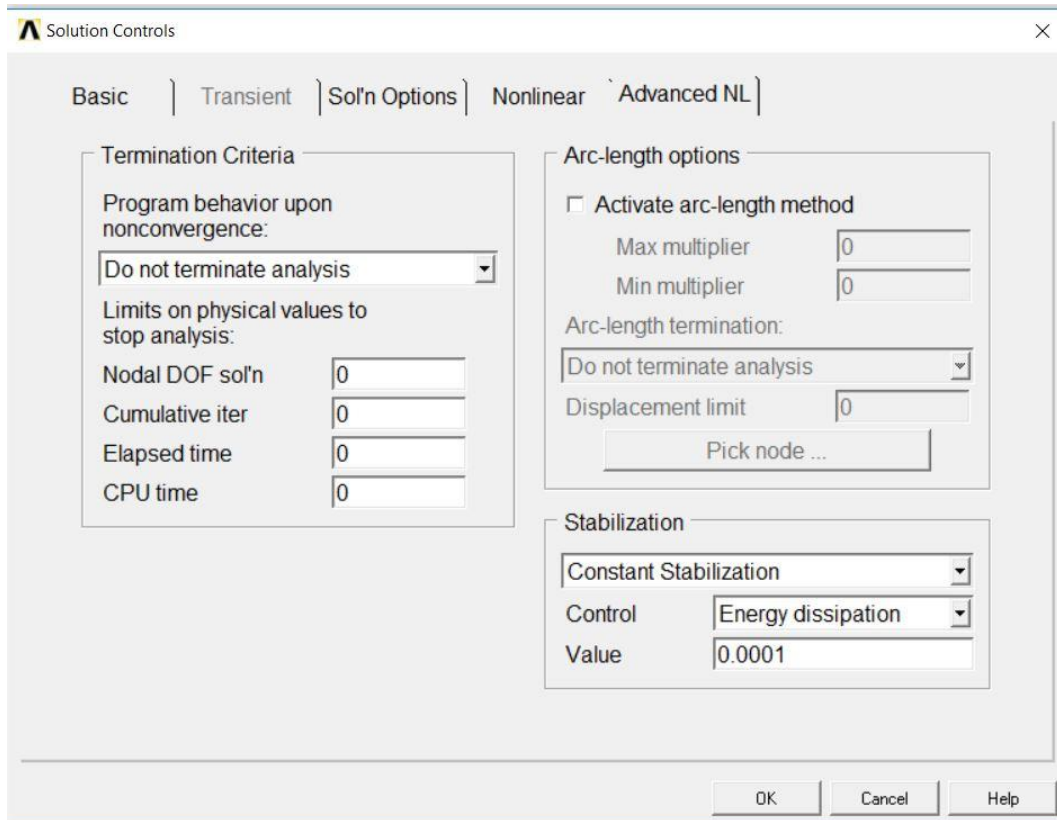 Solution Controls
Basic
Transient
Sol'n Options
Nonlinear
Advanced NL
Termination Criteria
Program behavior upon
nonconvergence:
Do not terminate analysis
Limits on physical values to
stop analysis:
Nodal DOF sol'n 0
Cumulative iter 0
Elapsed time 0
CPU time 0
Arc-length options
Activate arc-length method
Max multiplier 0
Min multiplier 0
Arc-length termination:
Do not terminate analysis
Displacement limit 0
Pick node ...
Stabilization
Constant Stabilization
Control Energy dissipation
Value 0.0001
OK Cancel Help